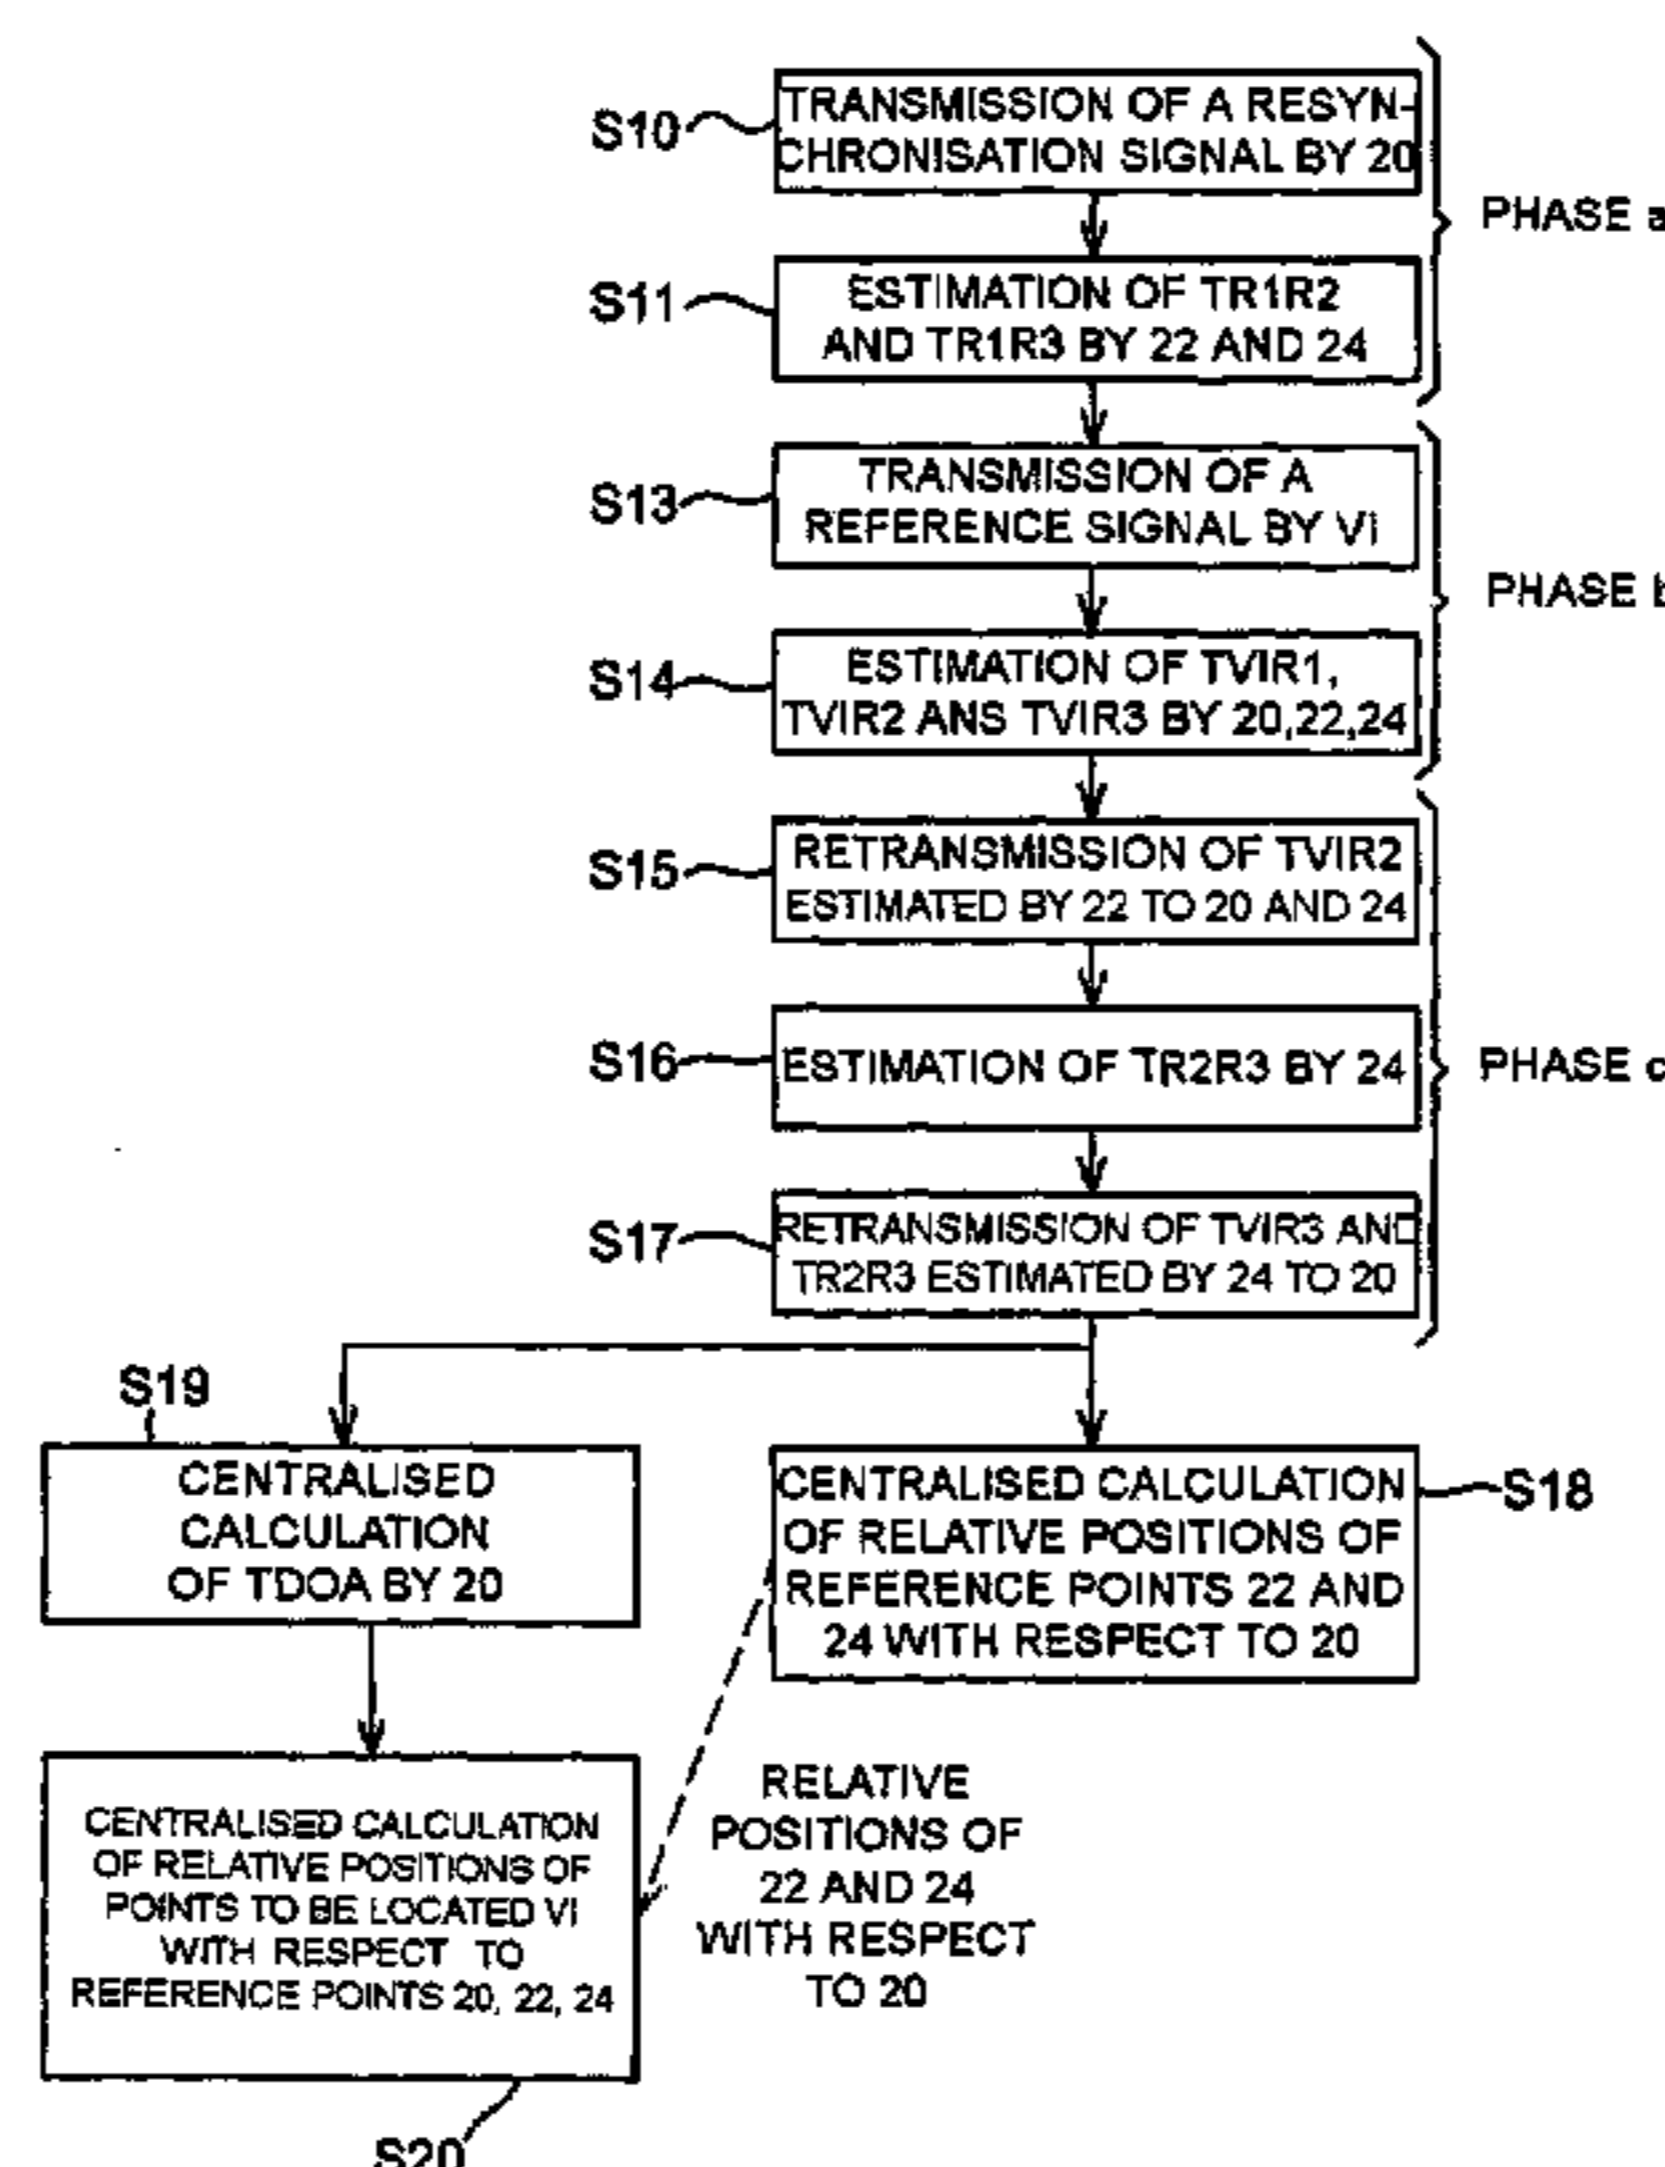 S10
TRANSMISSION OF A RESYN-
CHRONISATION SIGNAL BY 20
PHASE a
S11
ESTIMATION OF TR1R2
AND TR1R3 BY 22 AND 24
S13
TRANSMISSION OF A
REFERENCE SIGNAL BY VI
PHASE b
S14
ESTIMATION OF TVIR1,
TVIR2 ANS TVIR3 BY 20,22,24
S15
RETRANSMISSION OF TVIR2
ESTIMATED BY 22 TO 20 AND 24
S16
ESTIMATION OF TR2R3 BY 24
PHASE c
S17
RETRANSMISSION OF TVIR3 AND
TR2R3 ESTIMATED BY 24 TO 20
S19
CENTRALISED
CALCULATION
OF TDOA BY 20
CENTRALISED CALCULATION
OF RELATIVE POSITIONS OF
REFERENCE POINTS 22 AND
24 WITH RESPECT TO 20
S18
CENTRALISED CALCULATION
OF RELATIVE POSITIONS OF
POINTS TO BE LOCATED VI
WITH RESPECT TO
REFERENCE POINTS 20, 22, 24
RELATIVE
POSITIONS OF
22 AND 24
WITH RESPECT
TO 20
S20